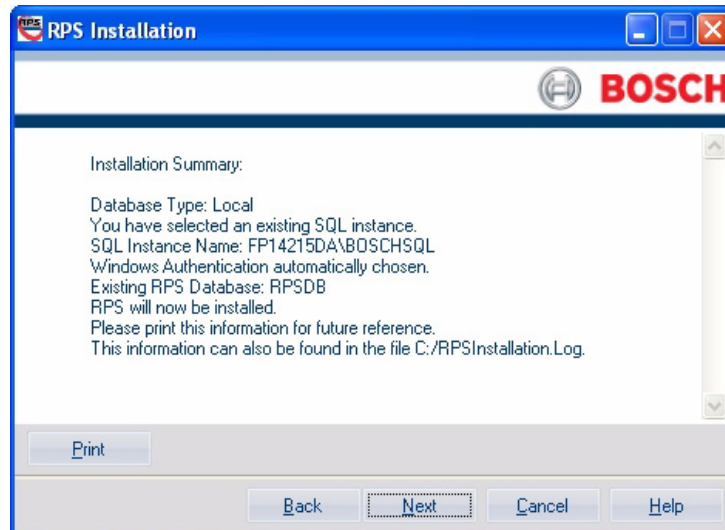 RPS Installation
BOSCH
Installation Summary:
Database Type: Local
You have selected an existing SQL instance.
SQL Instance Name: FP14215DA\BOSCHSQL
Windows Authentication automatically chosen.
Existing RPS Database: RPSDB
RPS will now be installed.
Please print this information for future reference.
This information can also be found in the file C:/RPSInstallation.Log.
Print
Back Next Cancel Help